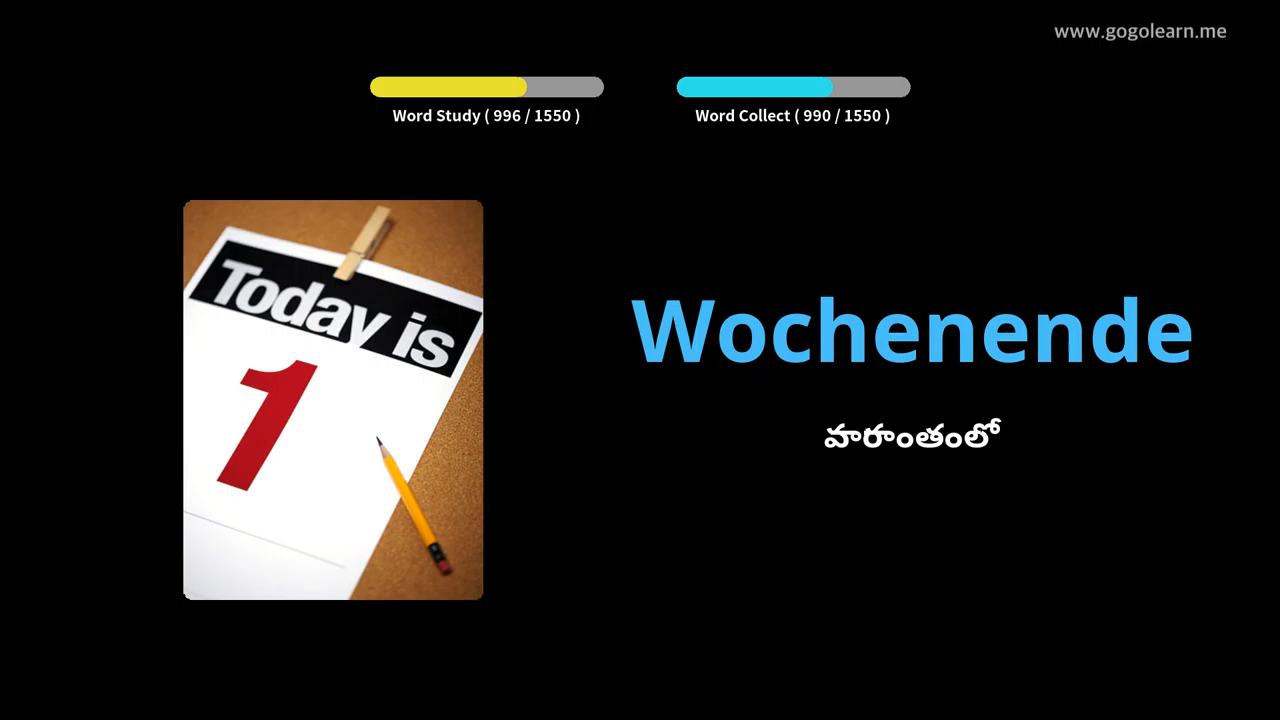 www.gogolearn.me
Word Study ( 996 / 1550 )
Word Collect ( 990 / 1550 )
Today is
1
Wochenende
వారాంతంలో